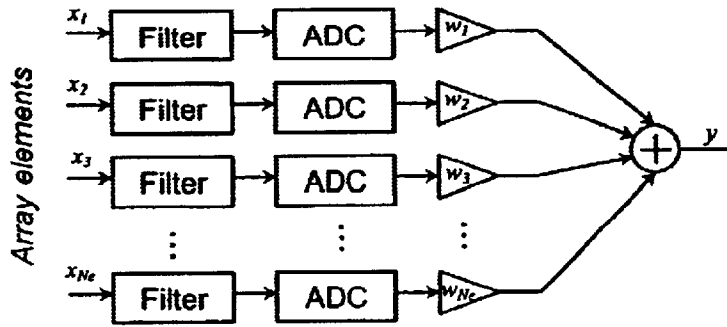 Array elements
x1 Filter ADC w1
x2 Filter ADC w2
x3 Filter ADC w3
y
⋮ ⋮ ⋮
xNe Filter ADC wNe